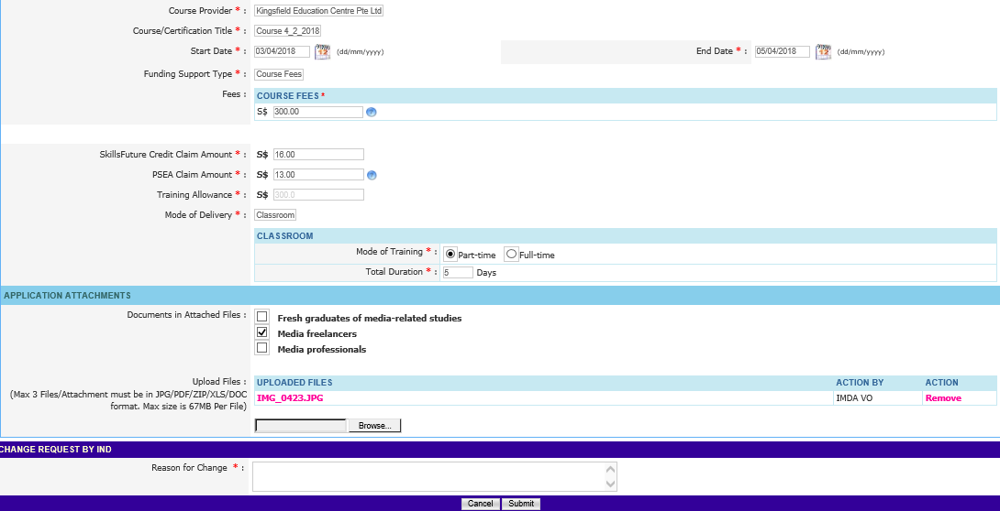 Course Provider * : Kingsfield Education Centre Pte Ltd
Course/Certification Title * : Course 4_2_2018
Start Date * : 03/04/2018 (dd/mm/yyyy) End Date * : 05/04/2018 (dd/mm/yyyy)
Funding Support Type * : Course Fees
Fees : COURSE FEES *
S$ 300.00
SkillsFuture Credit Claim Amount * : S$ 16.00
PSEA Claim Amount * : S$ 13.00
Training Allowance * : S$ 300.0
Mode of Delivery * : Classroom
CLASSROOM
Mode of Training * : Part-time Full-time
Total Duration * : 5 Days
APPLICATION ATTACHMENTS
Documents in Attached Files : Fresh graduates of media-related studies
Media freelancers
Media professionals
Upload Files : UPLOADED FILES ACTION BY ACTION
(Max 3 Files/Attachment must be in JPG/PDF/ZIP/XLS/DOC IMG_0423.JPG IMDA VO Remove
format. Max size is 67MB Per File)
Browse...
CHANGE REQUEST BY IND
Reason for Change * :
Cancel Submit